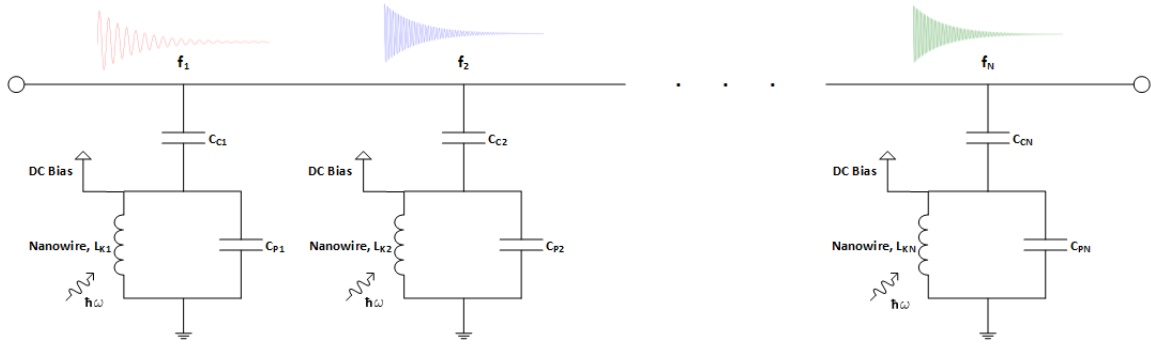 f1 f2 fN
. . .
CC1 CC2 CCN
DC Bias DC Bias DC Bias
Nanowire, LK1 CP1 Nanowire, LK2 CP2 Nanowire, LKN CPN
ħω ħω ħω